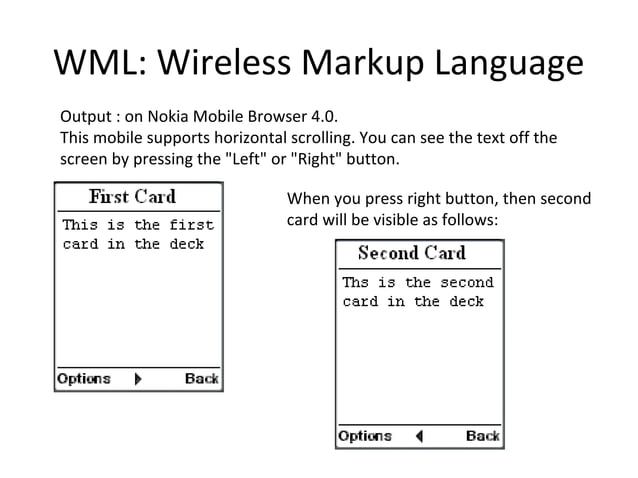 WML: Wireless Markup Language
Output : on Nokia Mobile Browser 4.0.
This mobile supports horizontal scrolling. You can see the text off the
screen by pressing the "Left" or "Right" button.
First Card
This is the first
card in the deck
Options
Back
When you press right button, then second
card will be visible as follows:
Second Card
Ths is the second
card in the deck
Options
Back